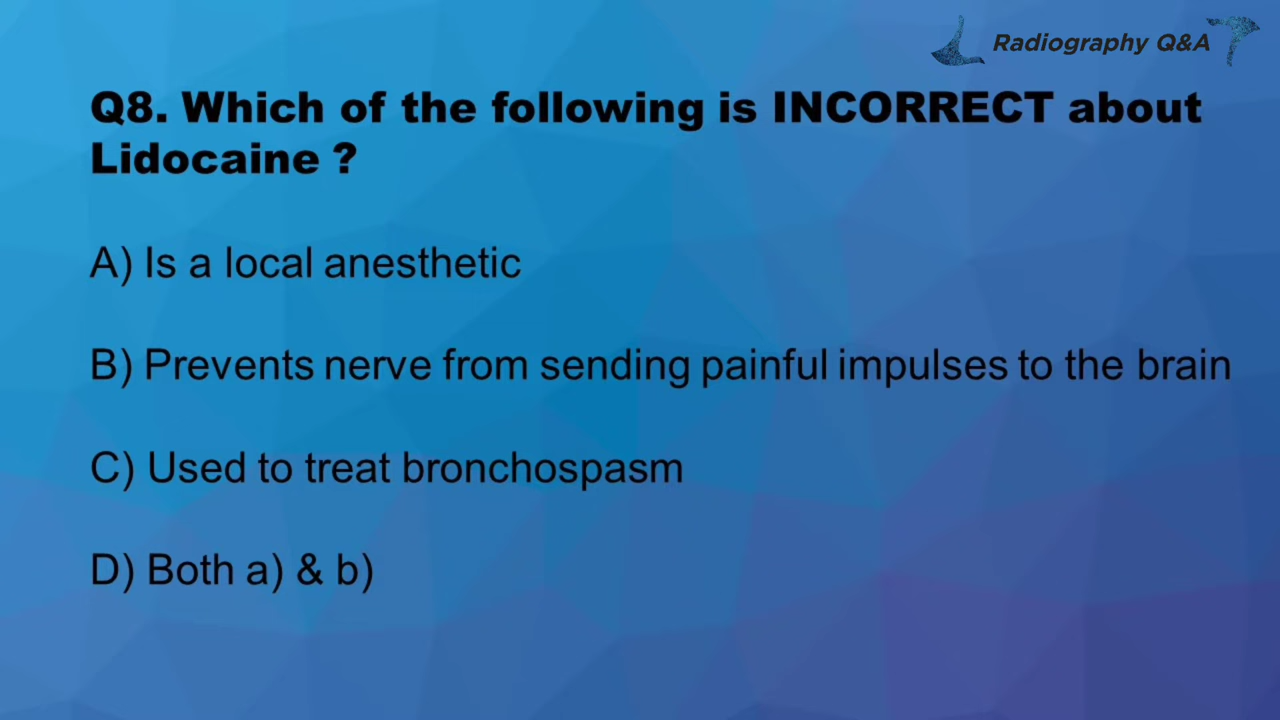 Radiography Q&A
Q8. Which of the following is INCORRECT about
Lidocaine ?
A) Is a local anesthetic
B) Prevents nerve from sending painful impulses to the brain
C) Used to treat bronchospasm
D) Both a) & b)